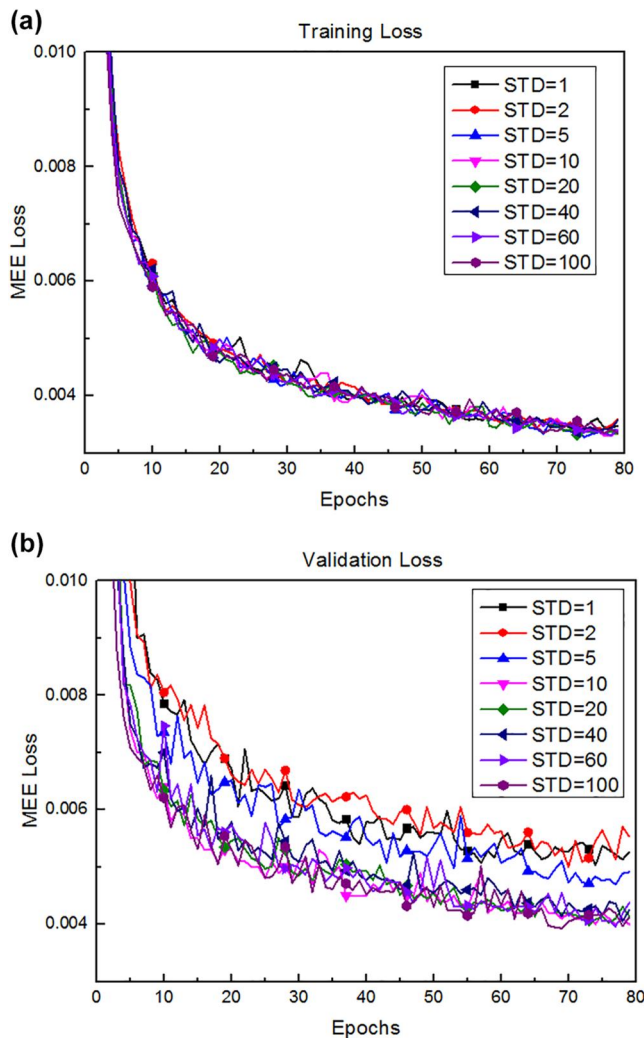 (a)
Training Loss
0.010
0.008
0.006
0.004
MEE Loss
STD=1
STD=2
STD=5
STD=10
STD=20
STD=40
STD=60
STD=100
0 10 20 30 40 50 60 70 80
Epochs
(b)
Validation Loss
0.010
0.008
0.006
0.004
MEE Loss
STD=1
STD=2
STD=5
STD=10
STD=20
STD=40
STD=60
STD=100
0 10 20 30 40 50 60 70 80
Epochs